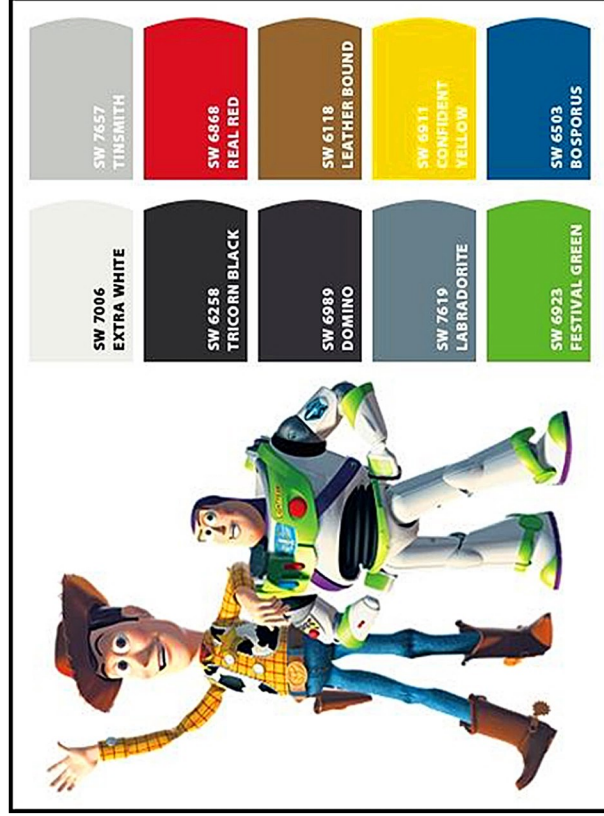 SW 7006
EXTRA WHITE
SW 7657
TINSMITH
SW 6258
TRICORN BLACK
SW 6868
REAL RED
SW 6989
DOMINO
SW 6118
LEATHER BOUND
SW 7619
LABRADORITE
SW 6911
CONFIDENT
YELLOW
SW 6923
FESTIVAL GREEN
SW 6503
BOSPORUS